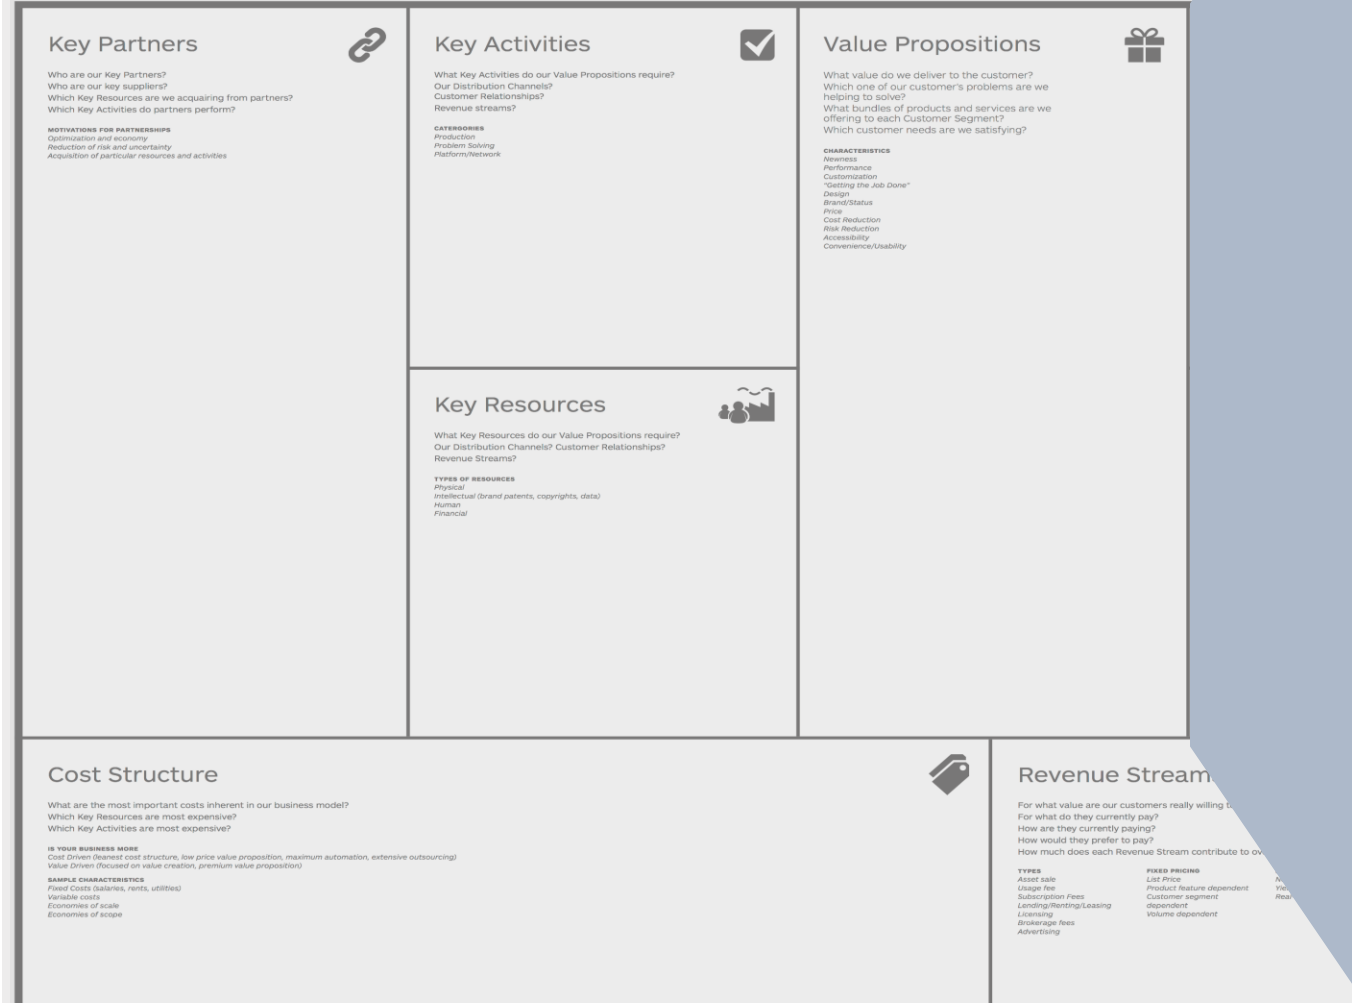 Key Partners
Who are our Key Partners?
Who are our key suppliers?
Which Key Resources are we acquairing from partners?
Which Key Activities do partners perform?
MOTIVATIONS FOR PARTNERSHIPS
Optimization and economy
Reduction of risk and uncertainty
Acquisition of particular resources and activities
Key Activities
What Key Activities do our Value Propositions require?
Our Distribution Channels?
Customer Relationships?
Revenue streams?
CATERGORIES
Production
Problem Solving
Platform/Network
Key Resources
What Key Resources do our Value Propositions require?
Our Distribution Channels? Customer Relationships?
Revenue Streams?
TYPES OF RESOURCES
Physical
Intellectual (brand patents, copyrights, data)
Human
Financial
Value Propositions
What value do we deliver to the customer?
Which one of our customer's problems are we
helping to solve?
What bundles of products and services are we
offering to each Customer Segment?
Which customer needs are we satisfying?
CHARACTERISTICS
Newness
Performance
Customization
"Getting the Job Done"
Design
Brand/Status
Price
Cost Reduction
Risk Reduction
Accessibility
Convenience/Usability
Cost Structure
What are the most important costs inherent in our business model?
Which Key Resources are most expensive?
Which Key Activities are most expensive?
IS YOUR BUSINESS MORE
Cost Driven (leanest cost structure, low price value proposition, maximum automation, extensive outsourcing)
Value Driven (focused on value creation, premium value proposition)
SAMPLE CHARACTERISTICS
Fixed Costs (salaries, rents, utilities)
Variable costs
Economies of scale
Economies of scope
Revenue Stream
For what value are our customers really willing
For what do they currently pay?
How are they currently paying?
How would they prefer to pay?
How much does each Revenue Stream contribute to
TYPES
Asset sale
Usage fee
Subscription Fees
Lending/Renting/Leasing
Licensing
Brokerage fees
Advertising
FIXED PRICING
List Price
Product feature dependent
Customer segment
dependent
Volume dependent